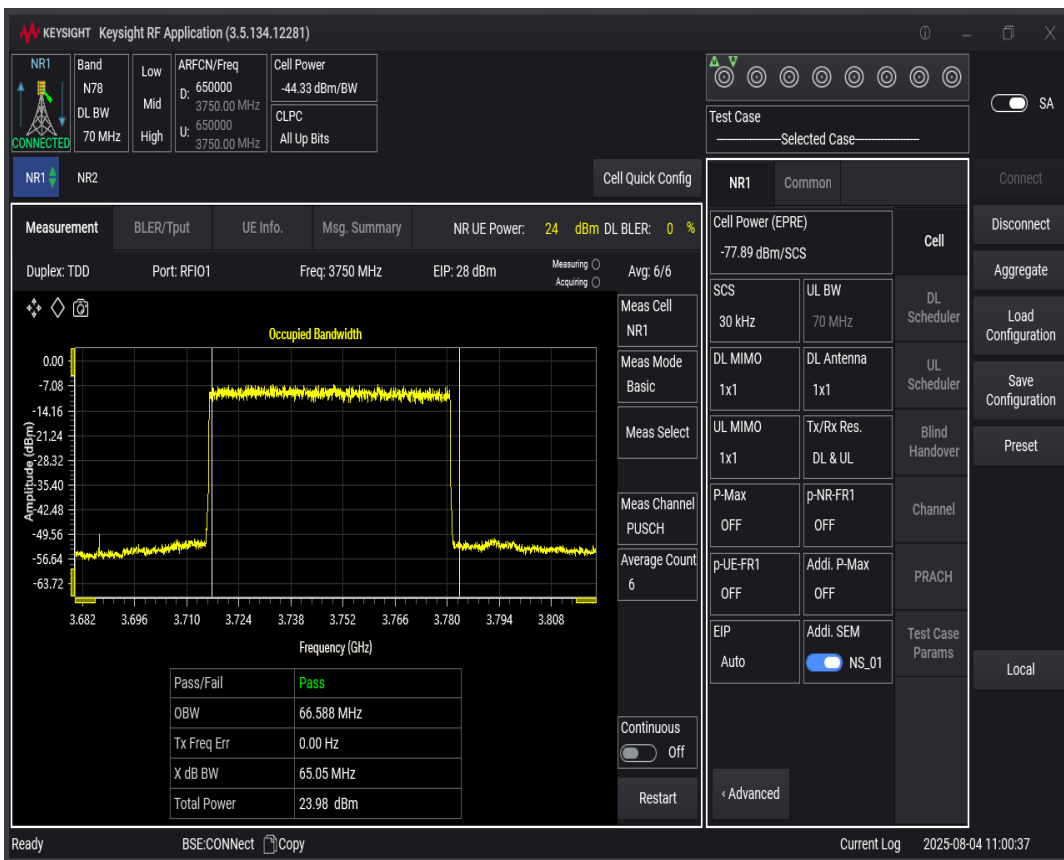 KEYSIGHT Keysight RF Application (3.5.134.12281)
NR1
CONNECTED
Band
N78
DL BW
70 MHz
Low
Mid
High
ARFCN/Freq
D: 650000
3750.00 MHz
U: 650000
3750.00 MHz
Cell Power
-44.33 dBm/BW
CLPC
All Up Bits
Test Case
Selected Case
SA
NR1 NR2 Cell Quick Config
Measurement BLER/Tput UE Info. Msg. Summary NR UE Power: 24 dBm DL BLER: 0 %
Duplex: TDD Port: RFIO1 Freq: 3750 MHz EIP: 28 dBm Measuring Acquiring Avg: 6/6
Occupied Bandwidth
Amplitude (dBm)
0.00
-7.08
-14.16
-21.24
-28.32
-35.40
-42.48
-49.56
-56.64
-63.72
3.682 3.696 3.710 3.724 3.738 3.752 3.766 3.780 3.794 3.808
Frequency (GHz)
Pass/Fail Pass
OBW 66.588 MHz
Tx Freq Err 0.00 Hz
X dB BW 65.05 MHz
Total Power 23.98 dBm
Meas Cell
NR1
Meas Mode
Basic
Meas Select
Meas Channel
PUSCH
Average Count
6
Continuous
Off
Restart
NR1 Common
Cell Power (EPRE)
-77.89 dBm/SCS
SCS
30 kHz
UL BW
70 MHz
DL MIMO
1x1
DL Antenna
1x1
UL MIMO
1x1
Tx/Rx Res.
DL & UL
P-Max
OFF
p-NR-FR1
OFF
p-UE-FR1
OFF
Addi. P-Max
OFF
EIP
Auto
Addi. SEM
NS_01
‹ Advanced
Cell
DL
Scheduler
UL
Scheduler
Blind
Handover
Channel
PRACH
Test Case
Params
Connect
Disconnect
Aggregate
Load
Configuration
Save
Configuration
Preset
Local
Ready BSE:CONNect Copy Current Log 2025-08-04 11:00:37